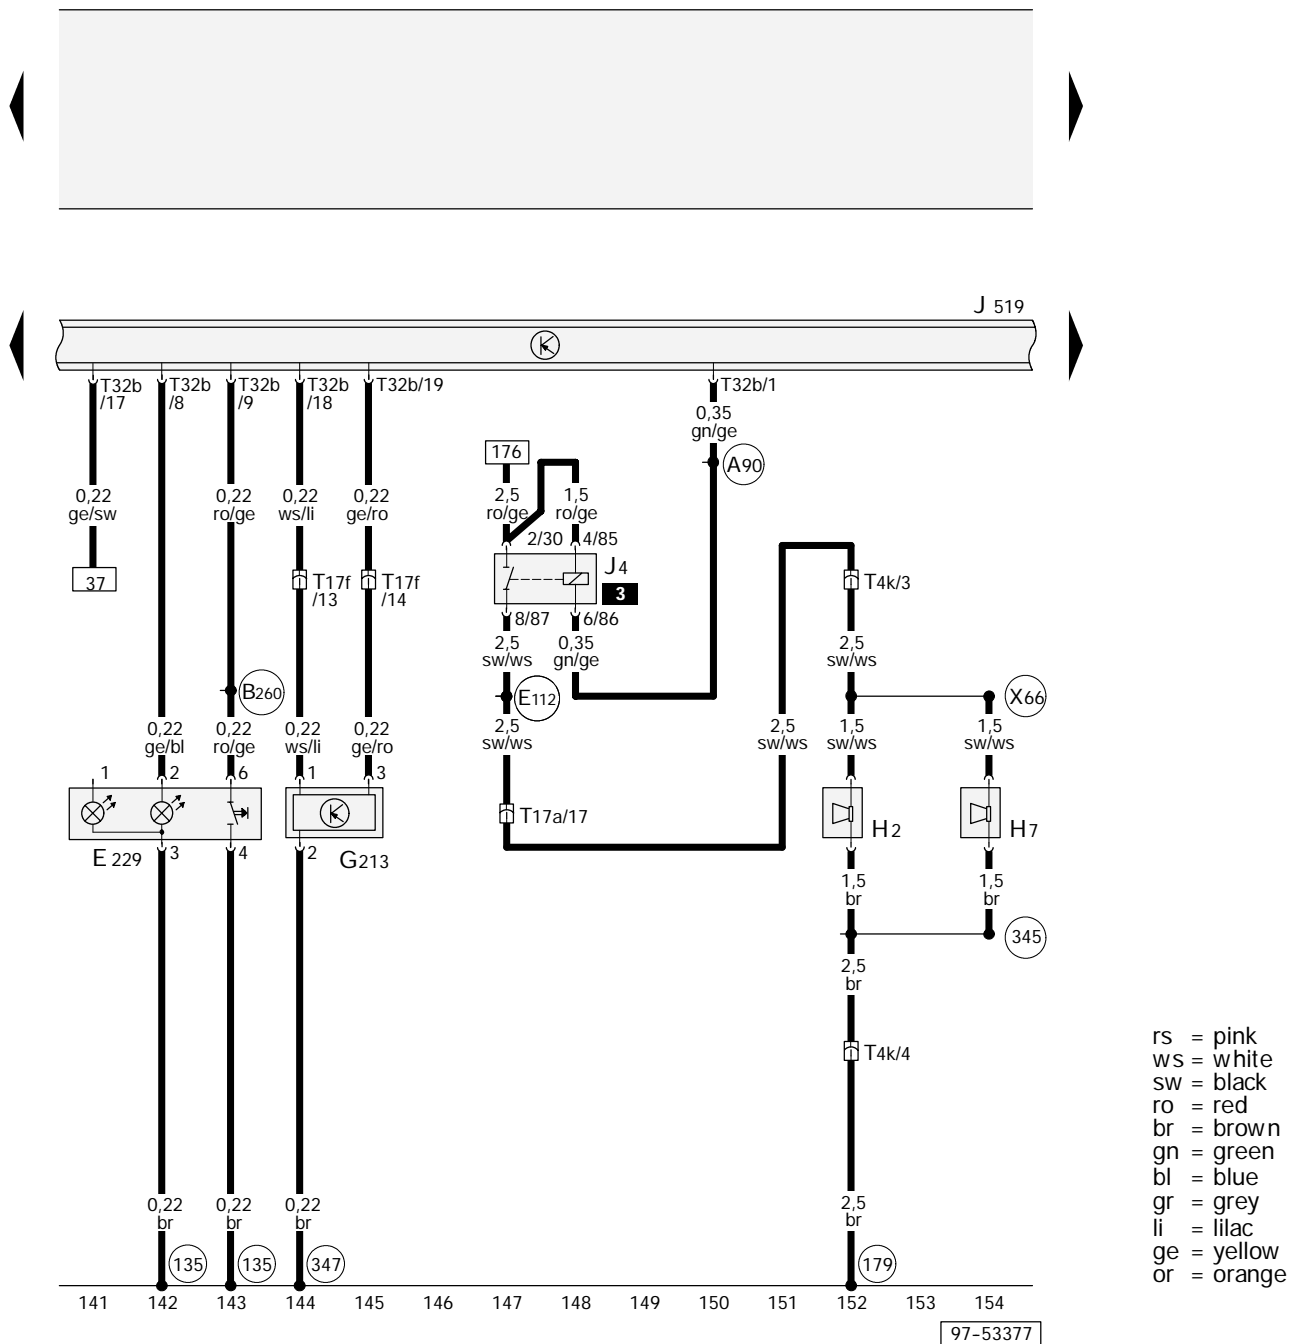 J 519
T32b
/17
T32b
/8
T32b
/9
T32b
/18
T32b/19
T32b/1
0,35
gn/ge
176
A90
0,22
ge/sw
0,22
ro/ge
0,22
ws/li
0,22
ge/ro
2,5
ro/ge
1,5
ro/ge
2/30
4/85
37
T17f
/13
T17f
/14
J4
3
T4k/3
8/87
6/86
2,5
sw/ws
0,35
gn/ge
2,5
sw/ws
B260
E112
X66
0,22
ge/bl
0,22
ro/ge
0,22
ws/li
0,22
ge/ro
2,5
sw/ws
2,5
sw/ws
1,5
sw/ws
1,5
sw/ws
1
2
6
1
3
T17a/17
H2
H7
E 229
3
4
2
G213
1,5
br
1,5
br
345
2,5
br
T4k/4
rs = pink
ws = white
sw = black
ro = red
br = brown
gn = green
bl = blue
gr = grey
li = lilac
ge = yellow
or = orange
0,22
br
0,22
br
0,22
br
2,5
br
135
135
347
179
141 142 143 144 145 146 147 148 149 150 151 152 153 154
97-53377